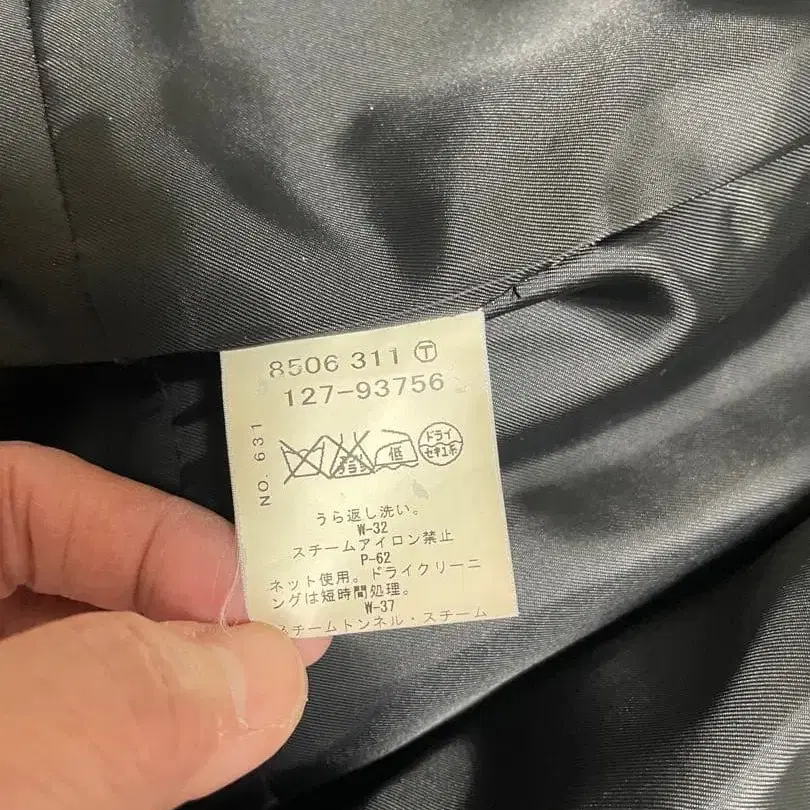 8506 311 Ⓣ
127-93756
NO. 631
低
ドライ
セキユ系
うら返し洗い。
W-32
スチームアイロン禁止
P-62
ネット使用。ドライクリーニ
ングは短時間処理。
W-37
スチームトンネル・スチーム